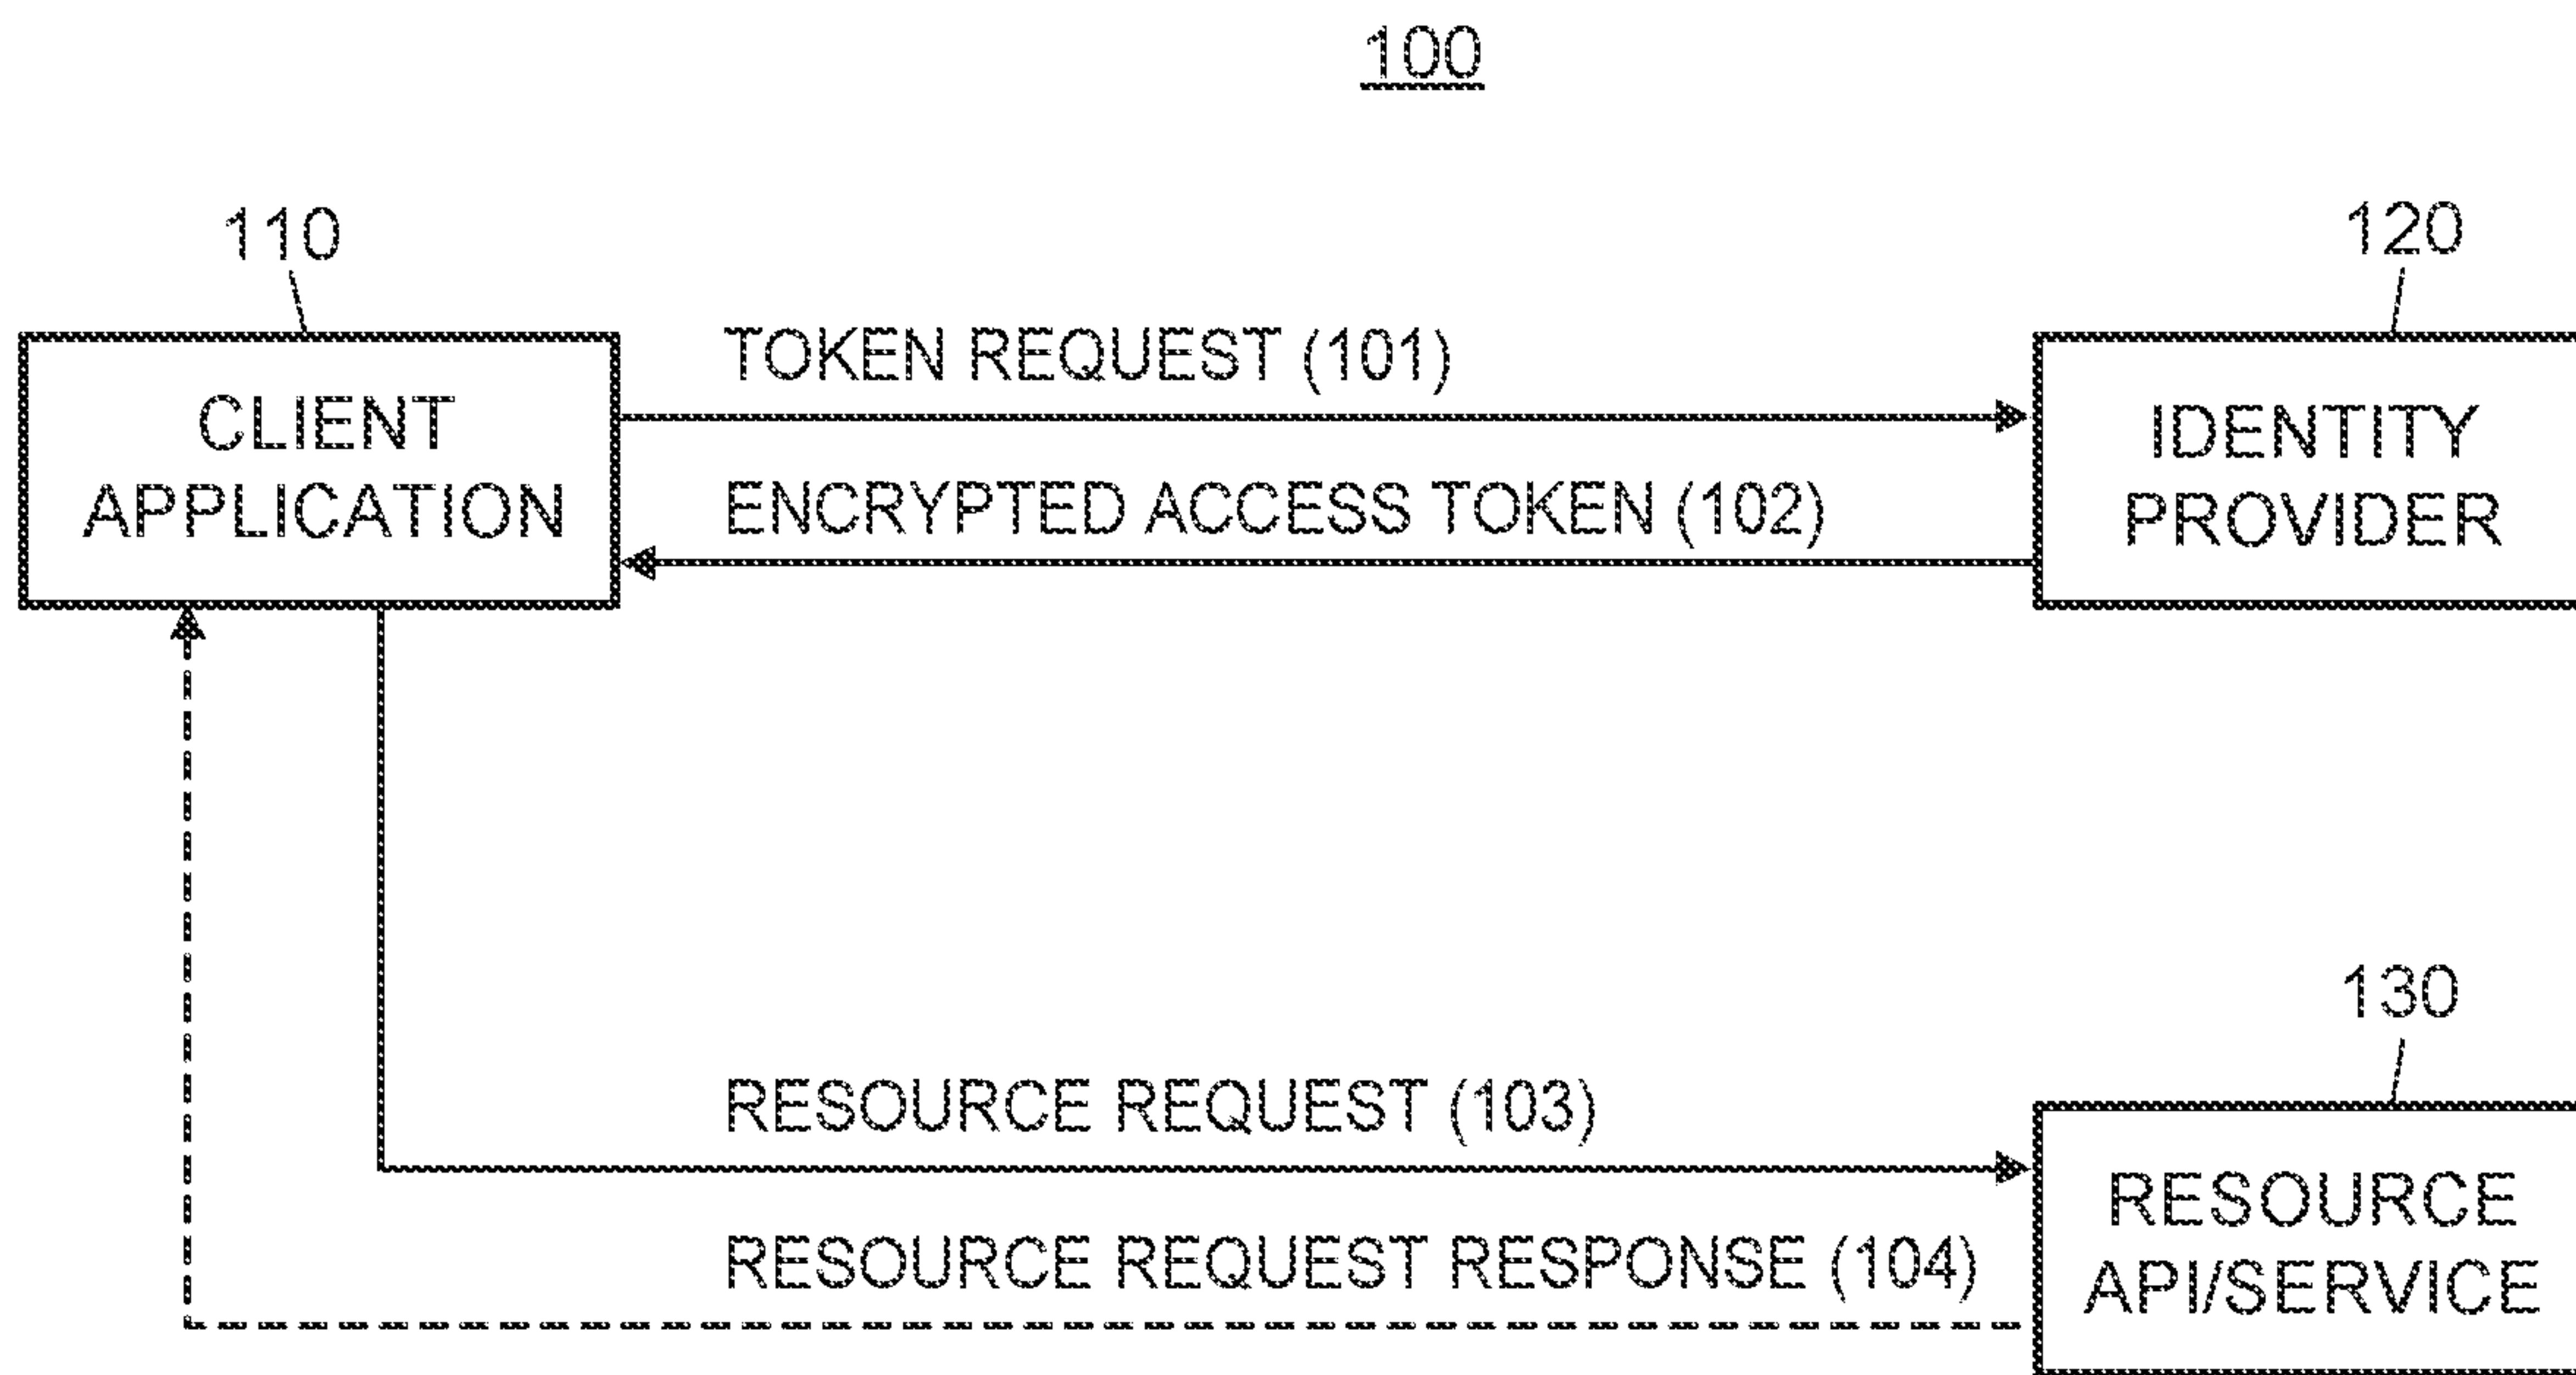 100
110
120
TOKEN REQUEST (101)
CLIENT
APPLICATION
ENCRYPTED ACCESS TOKEN (102)
IDENTITY
PROVIDER
130
RESOURCE REQUEST (103)
RESOURCE
API/SERVICE
RESOURCE REQUEST RESPONSE (104)